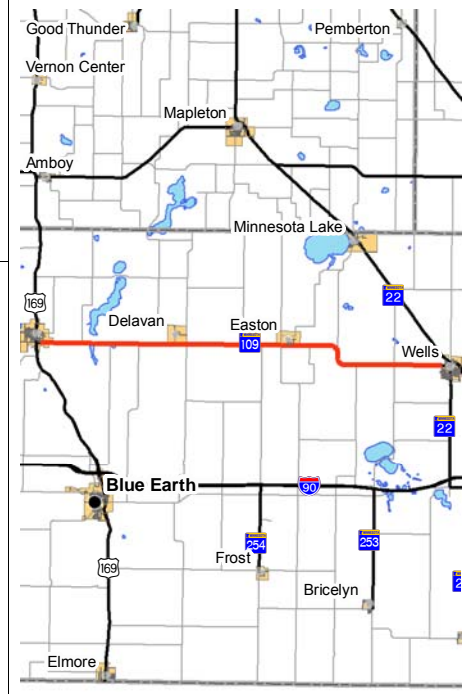 Good Thunder
Pemberton
Vernon Center
Mapleton
Amboy
Minnesota Lake
22
169
Delavan
Easton
109
Wells
22
Blue Earth
90
254
253
Frost
169
Bricelyn
Elmore